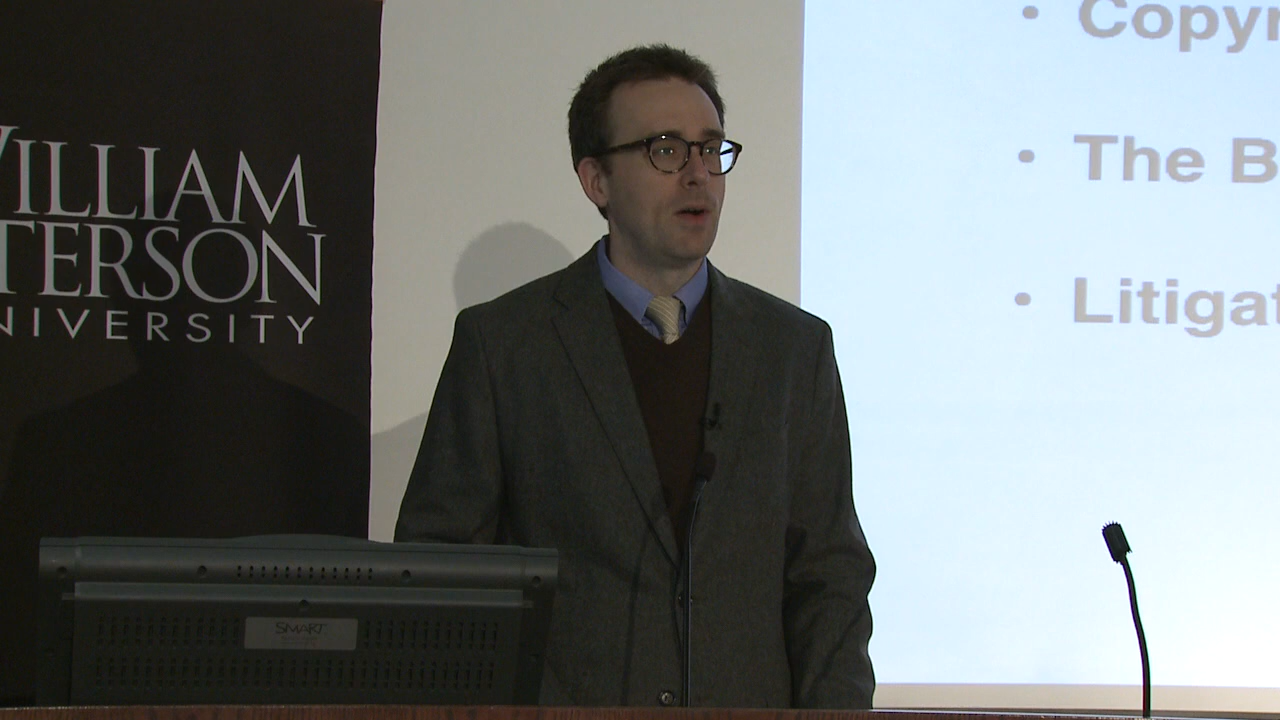 WILLIAM
TERSON
NIVERSITY
SMART
• Copyr
• The B
• Litigat